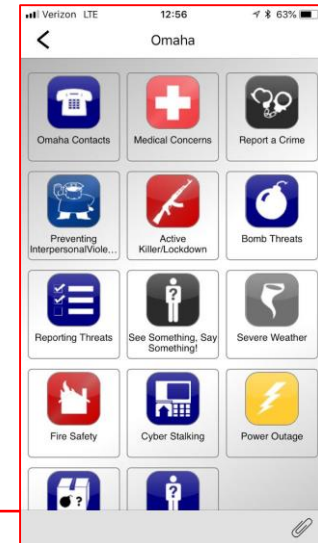 Verizon LTE 12:56 63%
Omaha
Omaha Contacts
Medical Concerns
Report a Crime
Preventing
InterpersonalViole...
Active
Killer/Lockdown
Bomb Threats
Reporting Threats
See Something, Say
Something!
Severe Weather
Fire Safety
Cyber Stalking
Power Outage
?
?
?